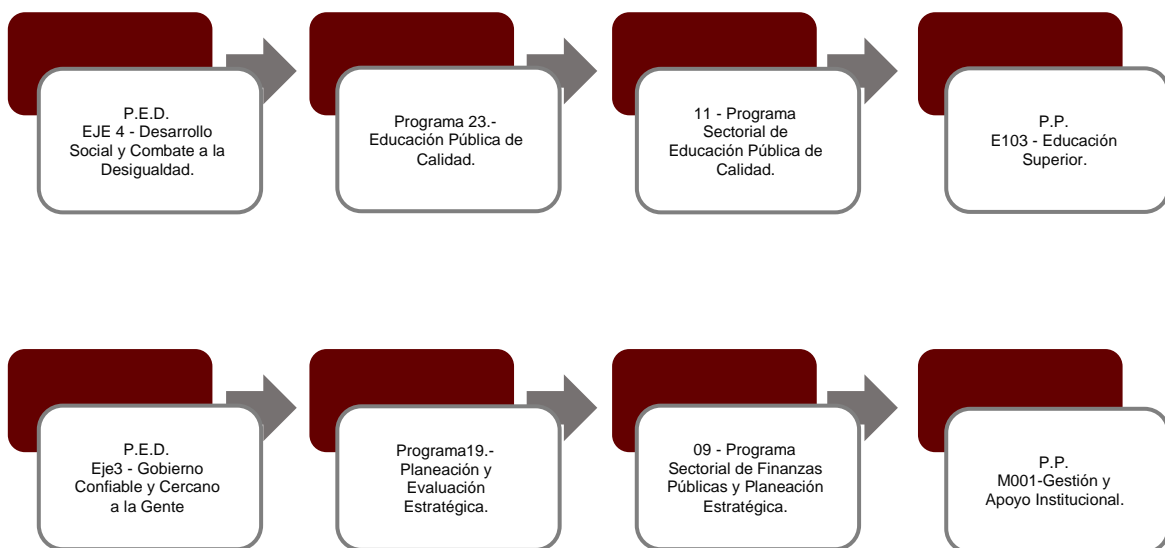 P.E.D.
EJE 4 - Desarrollo
Social y Combate a la
Desigualdad.
Programa 23.-
Educación Pública de
Calidad.
11 - Programa
Sectorial de
Educación Pública de
Calidad.
P.P.
E103 - Educación
Superior.
P.E.D.
Eje3 - Gobierno
Confiable y Cercano
a la Gente
Programa19.-
Planeación y
Evaluación
Estratégica.
09 - Programa
Sectorial de Finanzas
Públicas y Planeación
Estratégica.
P.P.
M001-Gestión y
Apoyo Institucional.